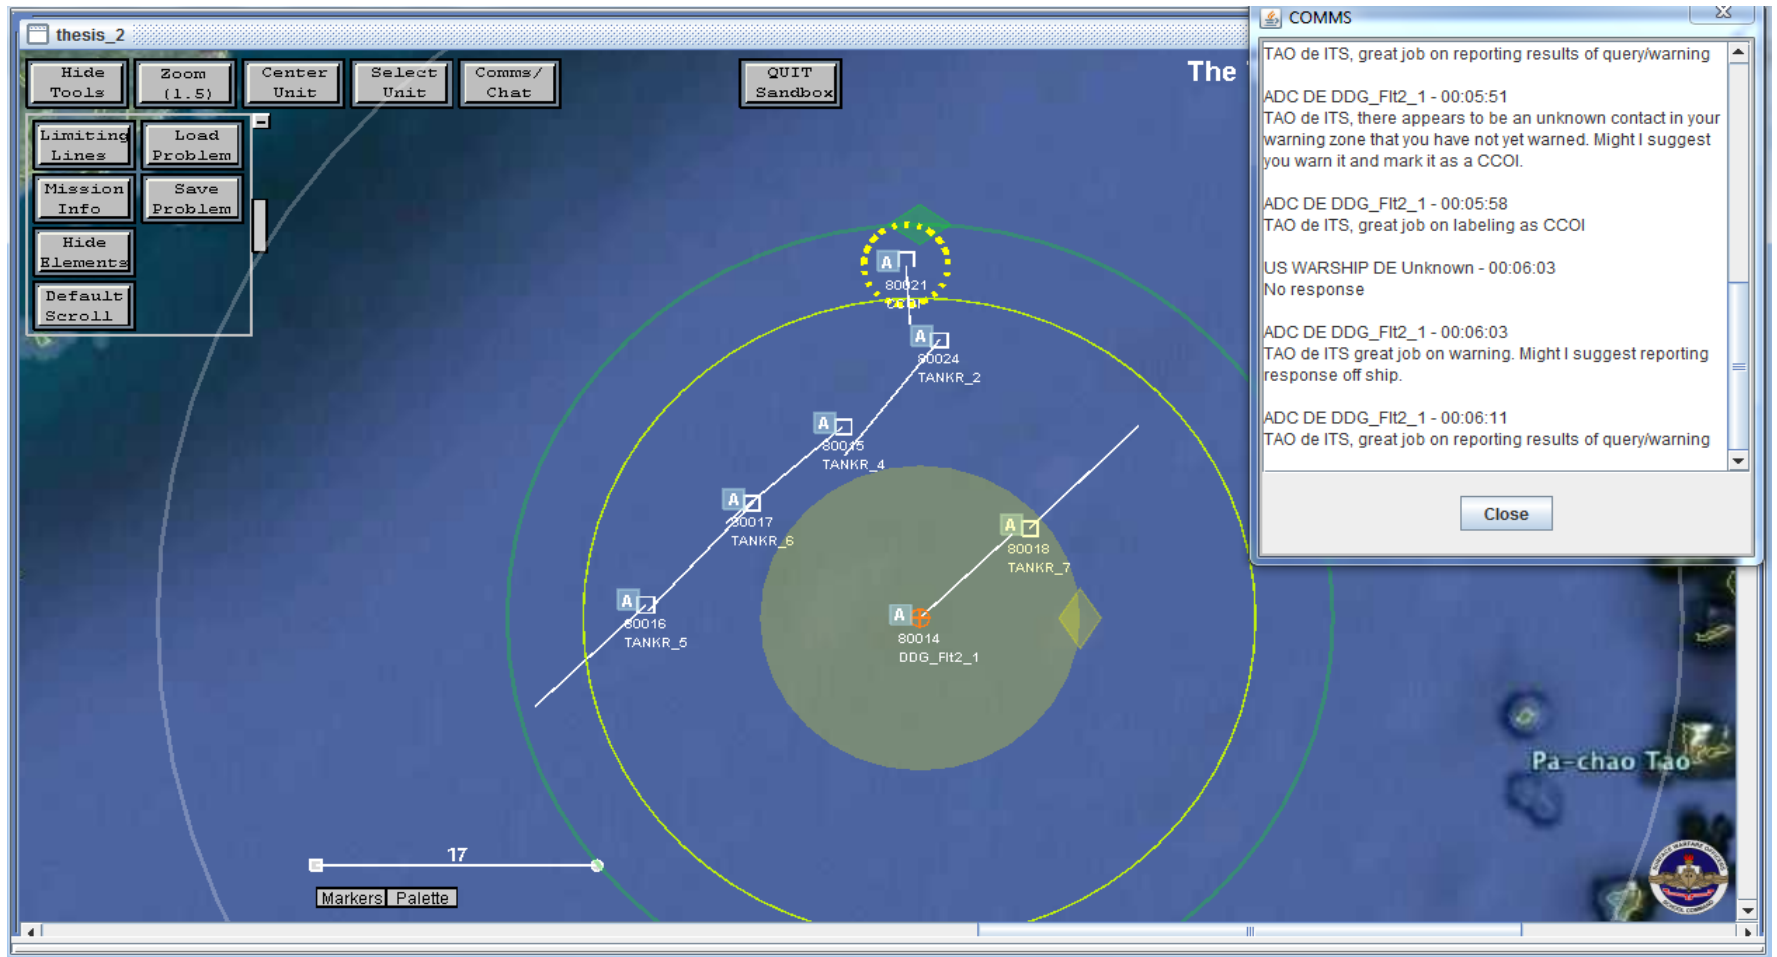 thesis_2
COMMS
Hide
Tools
Zoom
(1.5)
Center
Unit
Select
Unit
Comms/
Chat
QUIT
Sandbox
The
Limiting
Lines
Load
Problem
Mission
Info
Save
Problem
Hide
Elements
Default
Scroll
TAO de ITS, great job on reporting results of query/warning
ADC DE DDG_Flt2_1 - 00:05:51
TAO de ITS, there appears to be an unknown contact in your
warning zone that you have not yet warned. Might I suggest
you warn it and mark it as a CCOI.
ADC DE DDG_Flt2_1 - 00:05:58
TAO de ITS, great job on labeling as CCOI
US WARSHIP DE Unknown - 00:06:03
No response
ADC DE DDG_Flt2_1 - 00:06:03
TAO de ITS great job on warning. Might I suggest reporting
response off ship.
ADC DE DDG_Flt2_1 - 00:06:11
TAO de ITS, great job on reporting results of query/warning
Close
A
80021
CCOI
A
80024
TANKR_2
A
80015
TANKR_4
A
80017
TANKR_6
A
80018
TANKR_7
A
80016
TANKR_5
A
80014
DDG_Flt2_1
Pa-chao Tao
17
Markers Palette
SURFACE WARFARE OFFICERS
SCHOOL COMMAND